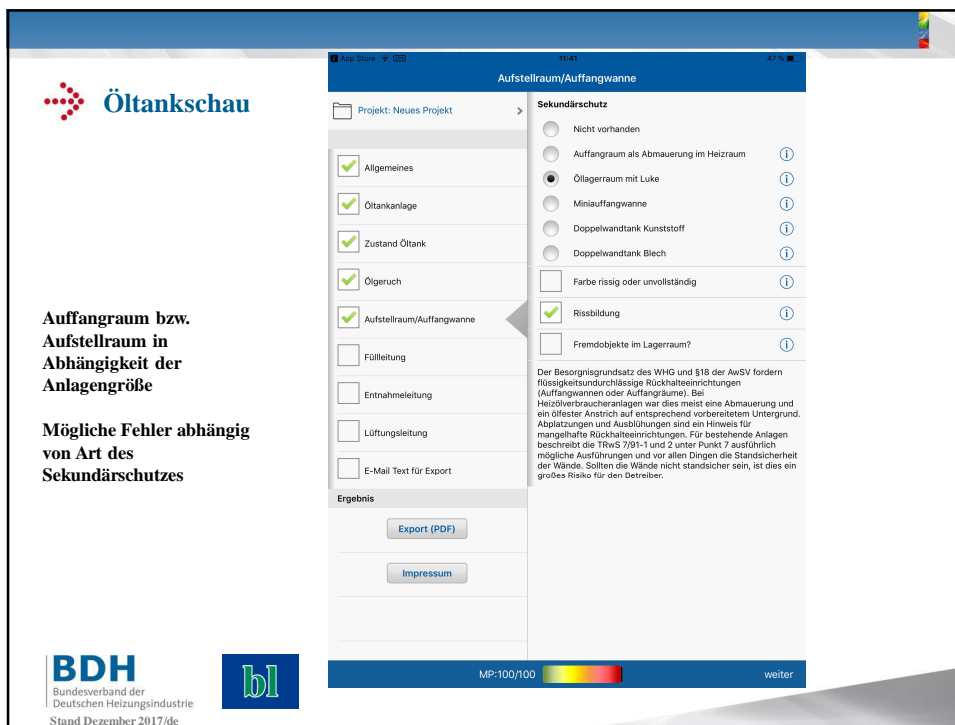 Öltankschau
Auffangraum bzw.
Aufstellraum in
Abhängigkeit der
Anlagengröße
Mögliche Fehler abhängig
von Art des
Sekundärschutzes
App Store
11:41
47 %
Aufstellraum/Auffangwanne
Projekt: Neues Projekt
Allgemeines
Öltankanlage
Zustand Öltank
Ölgeruch
Aufstellraum/Auffangwanne
Füllleitung
Entnahmeleitung
Lüftungsleitung
E-Mail Text für Export
Ergebnis
Export (PDF)
Impressum
Sekundärschutz
Nicht vorhanden
Auffangraum als Abmauerung im Heizraum
Öllagerraum mit Luke
Miniauffangwanne
Doppelwandtank Kunststoff
Doppelwandtank Blech
Farbe rissig oder unvollständig
Rissbildung
Fremdobjekte im Lagerraum?
Der Besorgnisgrundsatz des WHG und §18 der AwSV fordern
flüssigkeitsundurchlässige Rückhalteeinrichtungen
(Auffangwannen oder Auffangräume). Bei
Heizölverbraucheranlagen war dies meist eine Abmauerung und
ein ölfester Anstrich auf entsprechend vorbereitetem Untergrund.
Abplatzungen und Ausblühungen sind ein Hinweis für
mangelhafte Rückhalteeinrichtungen. Für bestehende Anlagen
beschreibt die TRwS 7/91-1 und 2 unter Punkt 7 ausführlich
mögliche Ausführungen und vor allen Dingen die Standsicherheit
der Wände. Sollten die Wände nicht standsicher sein, ist dies ein
großes Risiko für den Betreiber.
MP:100/100
weiter
BDH
Bundesverband der
Deutschen Heizungsindustrie
bl
Stand Dezember 2017/de